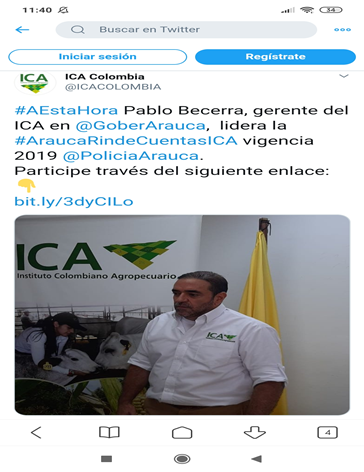 11:40
34
Buscar en Twitter
Iniciar sesión
Regístrate
ICA
ICA Colombia
@ICACOLOMBIA
#AEstaHora Pablo Becerra, gerente del
ICA en @GoberArauca, lidera la
#AraucaRindeCuentasICA vigencia
2019 @PoliciaArauca.
Participe través del siguiente enlace:
👇
bit.ly/3dyCILo
ICA
Instituto Colombiano Agropecuario
ICA
4